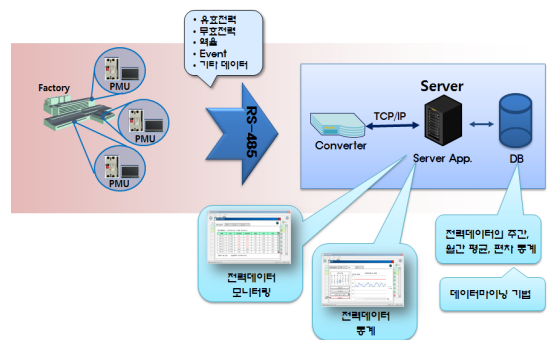 • 유효전력
• 무효전력
• 역율
• Event
• 기타 데이터
Factory
PMU
PMU
PMU
RS-485
Server
TCP/IP
Converter
Server App.
DB
전력데이터의 주간,
월간 평균, 편차 통계
전력데이터
모니터링
데이터마이닝 기법
전력데이터
통계